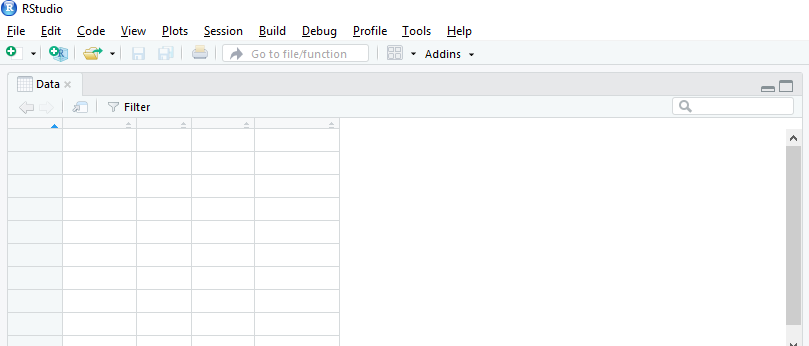 R RStudio
File Edit Code View Plots Session Build Debug Profile Tools Help
R Go to file/function Addins
Data
Filter